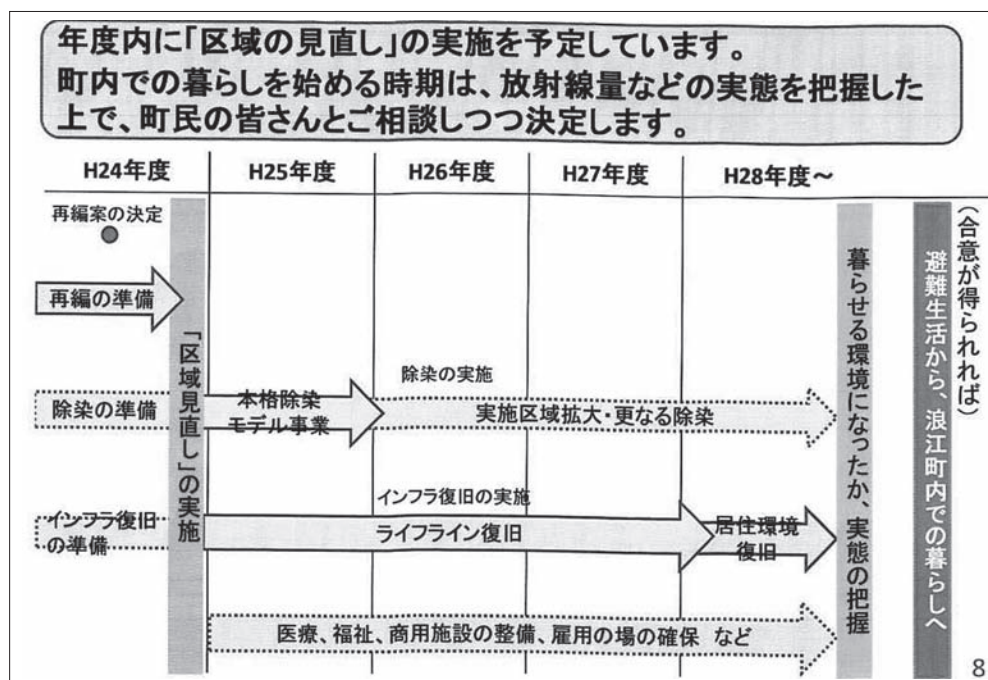 年度内に「区域の見直し」の実施を予定しています。
町内での暮らしを始める時期は、放射線量などの実態を把握した
上で、町民の皆さんとご相談しつつ決定します。
H24年度
H25年度
H26年度
H27年度
H28年度～
再編案の決定
再編の準備
「区域見直し」の実施
除染の準備
本格除染
モデル事業
除染の実施
実施区域拡大・更なる除染
インフラ復旧
の準備
インフラ復旧の実施
ライフライン復旧
居住環境
復旧
医療、福祉、商用施設の整備、雇用の場の確保 など
暮らせる環境になったか、実態の把握
避難生活から、浪江町内での暮らしへ
（合意が得られれば）
8